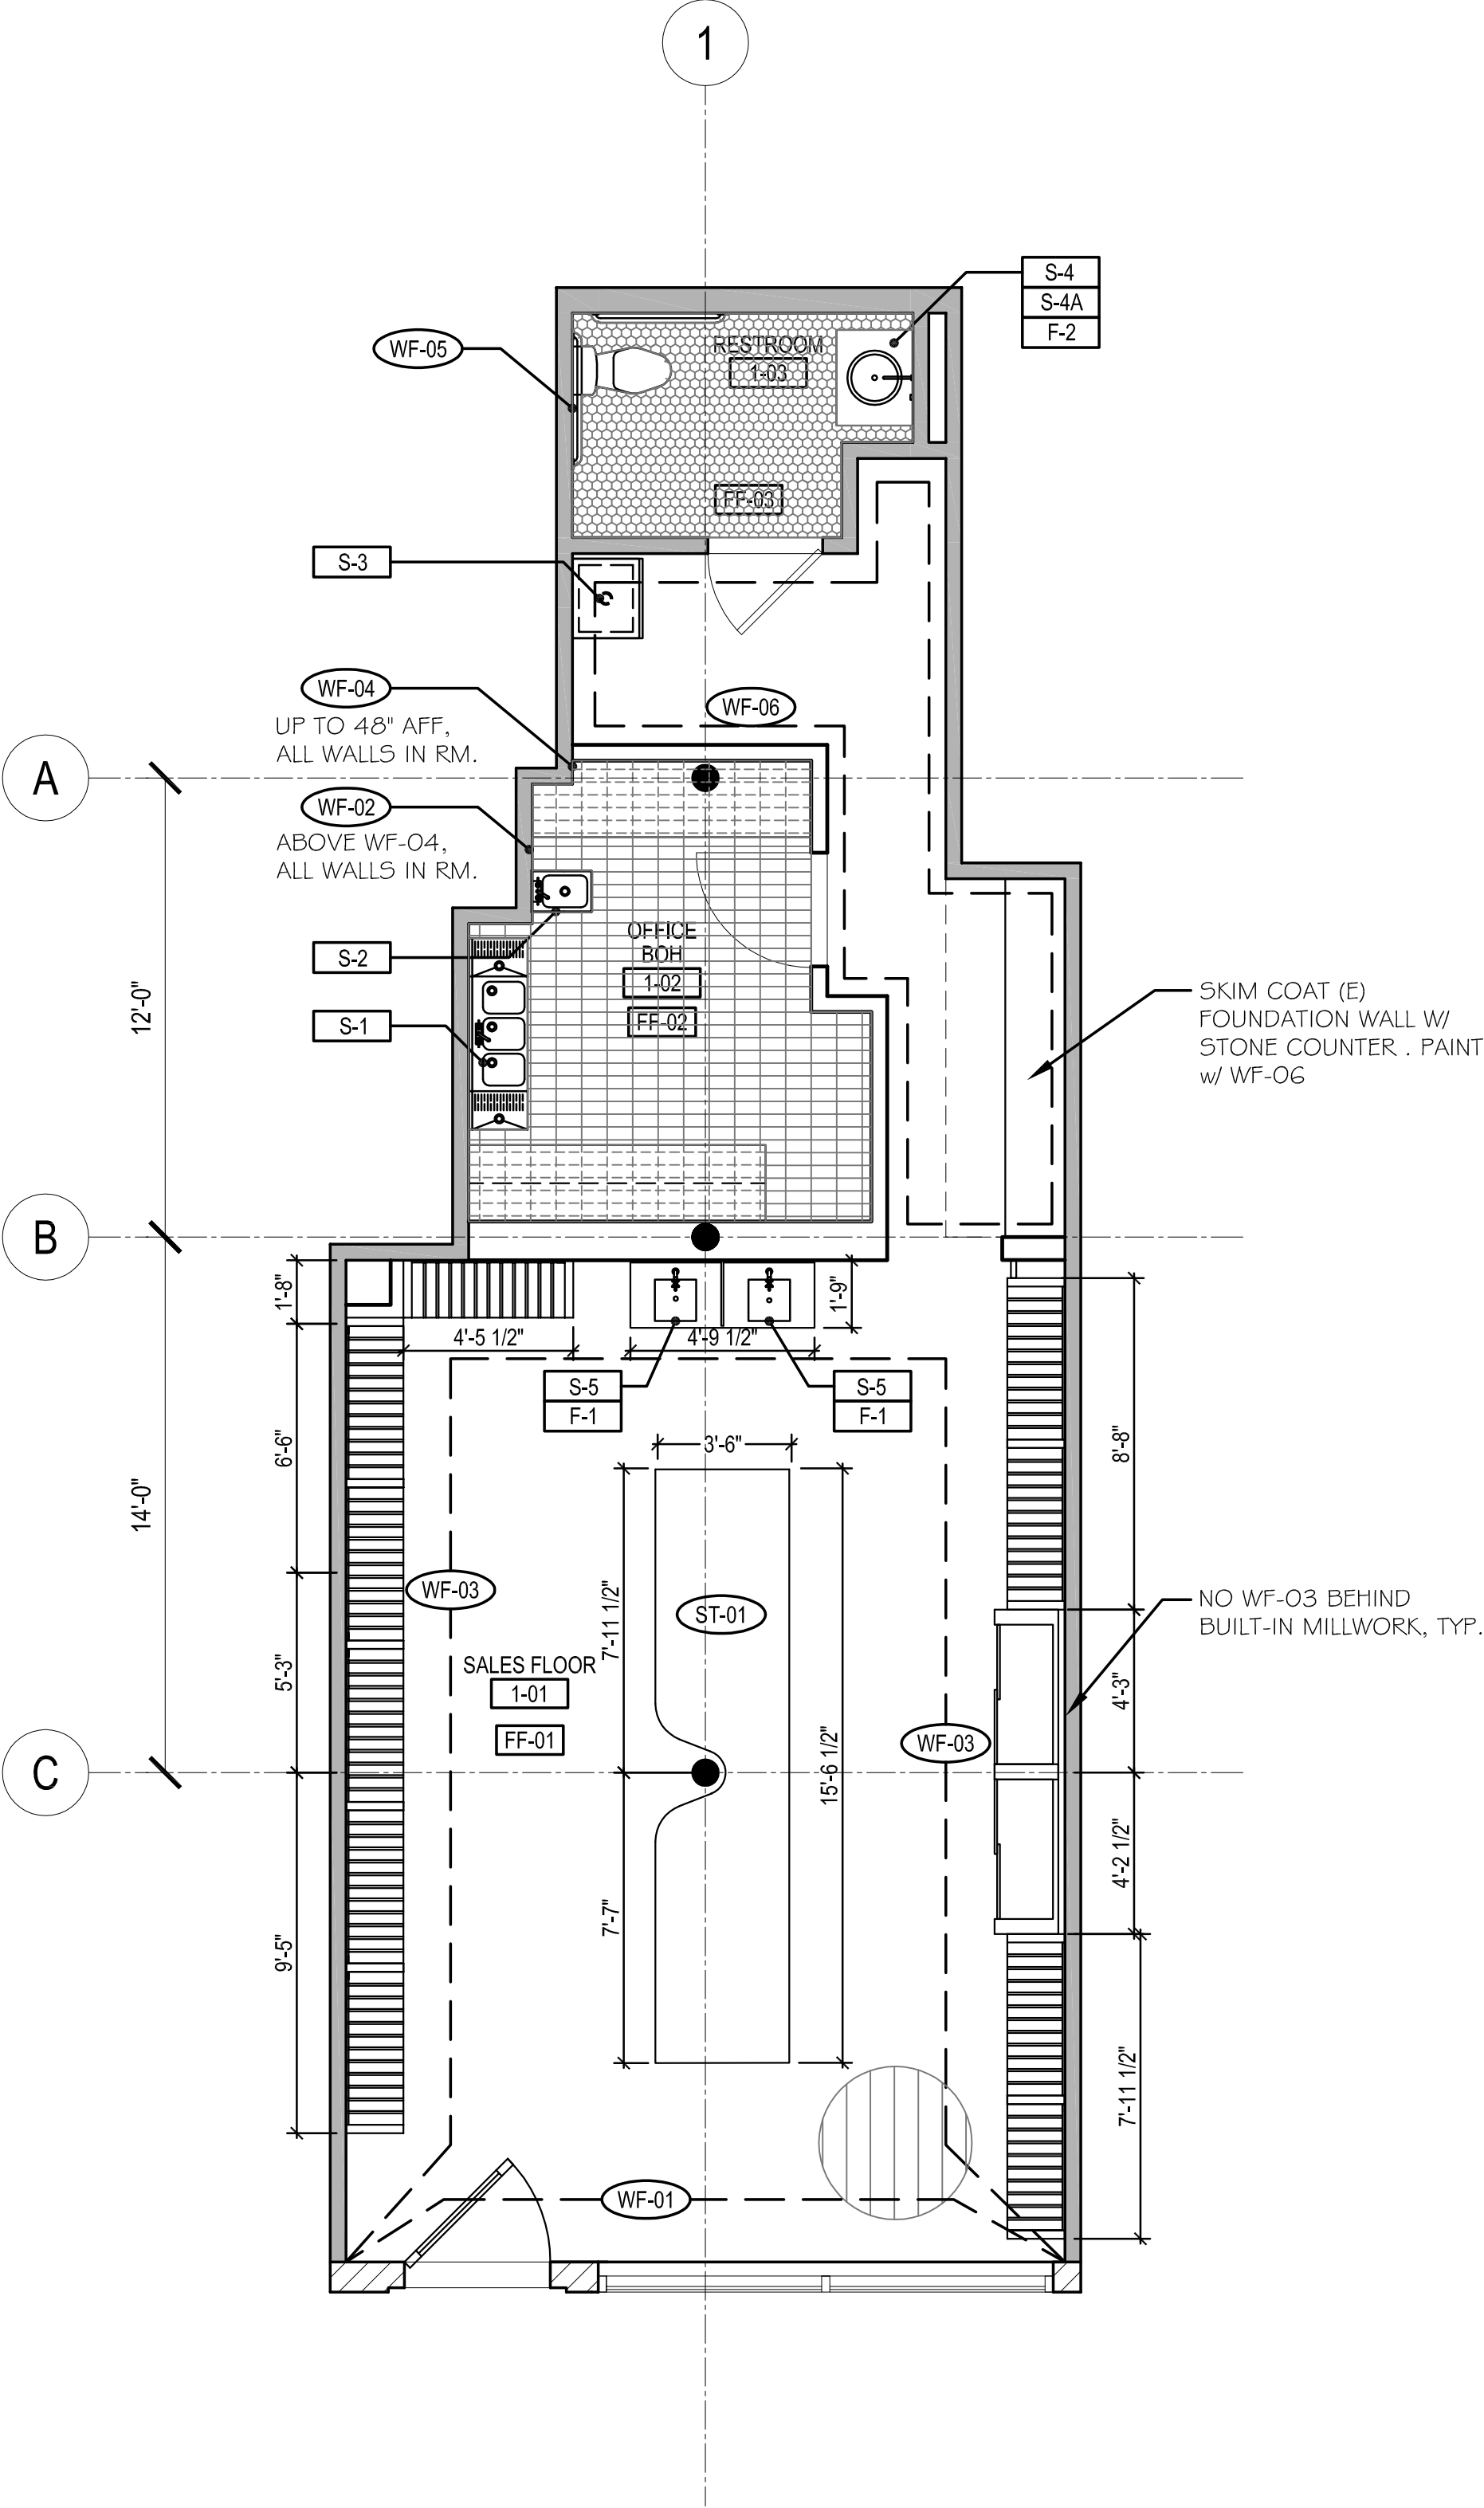 1
S-4
S-4A
F-2
WF-05
RESTROOM
1-03
FF-03
S-3
WF-04
UP TO 48" AFF,
ALL WALLS IN RM.
WF-06
A
WF-02
ABOVE WF-04,
ALL WALLS IN RM.
OFFICE
BOH
1-02
FF-02
S-2
S-1
12'-0"
SKIM COAT (E)
FOUNDATION WALL W/
STONE COUNTER . PAINT
w/ WF-06
B
1'-8"
1'-9"
4'-5 1/2"
4'-9 1/2"
S-5
F-1
S-5
F-1
3'-6"
6'-6"
8'-8"
14'-0"
WF-03
ST-01
7'-11 1/2"
NO WF-03 BEHIND
BUILT-IN MILLWORK, TYP.
SALES FLOOR
1-01
FF-01
5'-3"
4'-3"
WF-03
C
15'-6 1/2"
4'-2 1/2"
7'-7"
9'-5"
7'-11 1/2"
WF-01